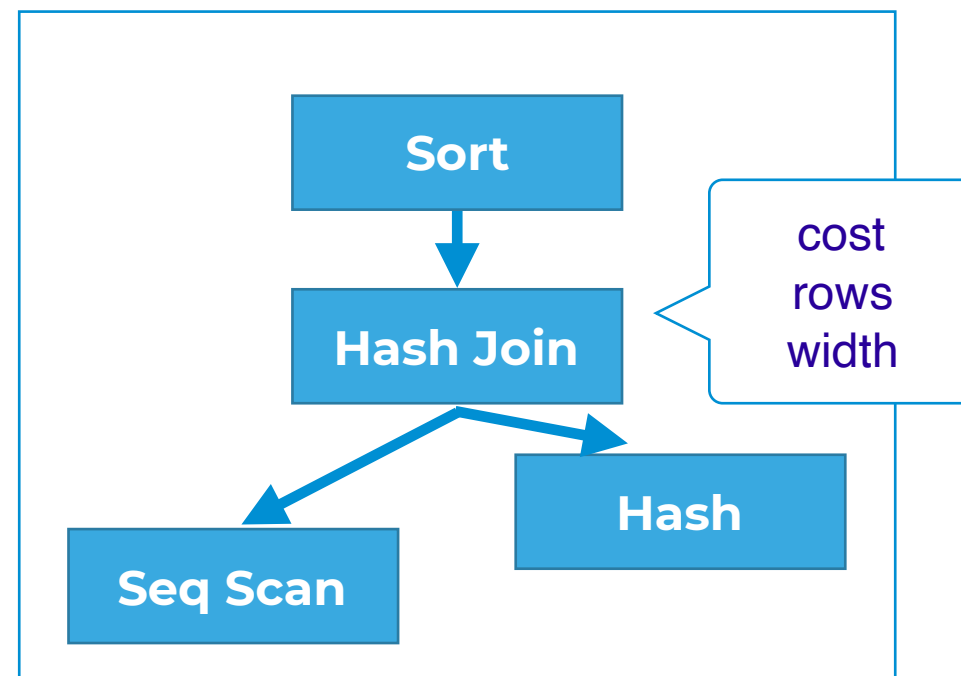 Sort
cost
rows
width
Hash Join
Hash
Seq Scan